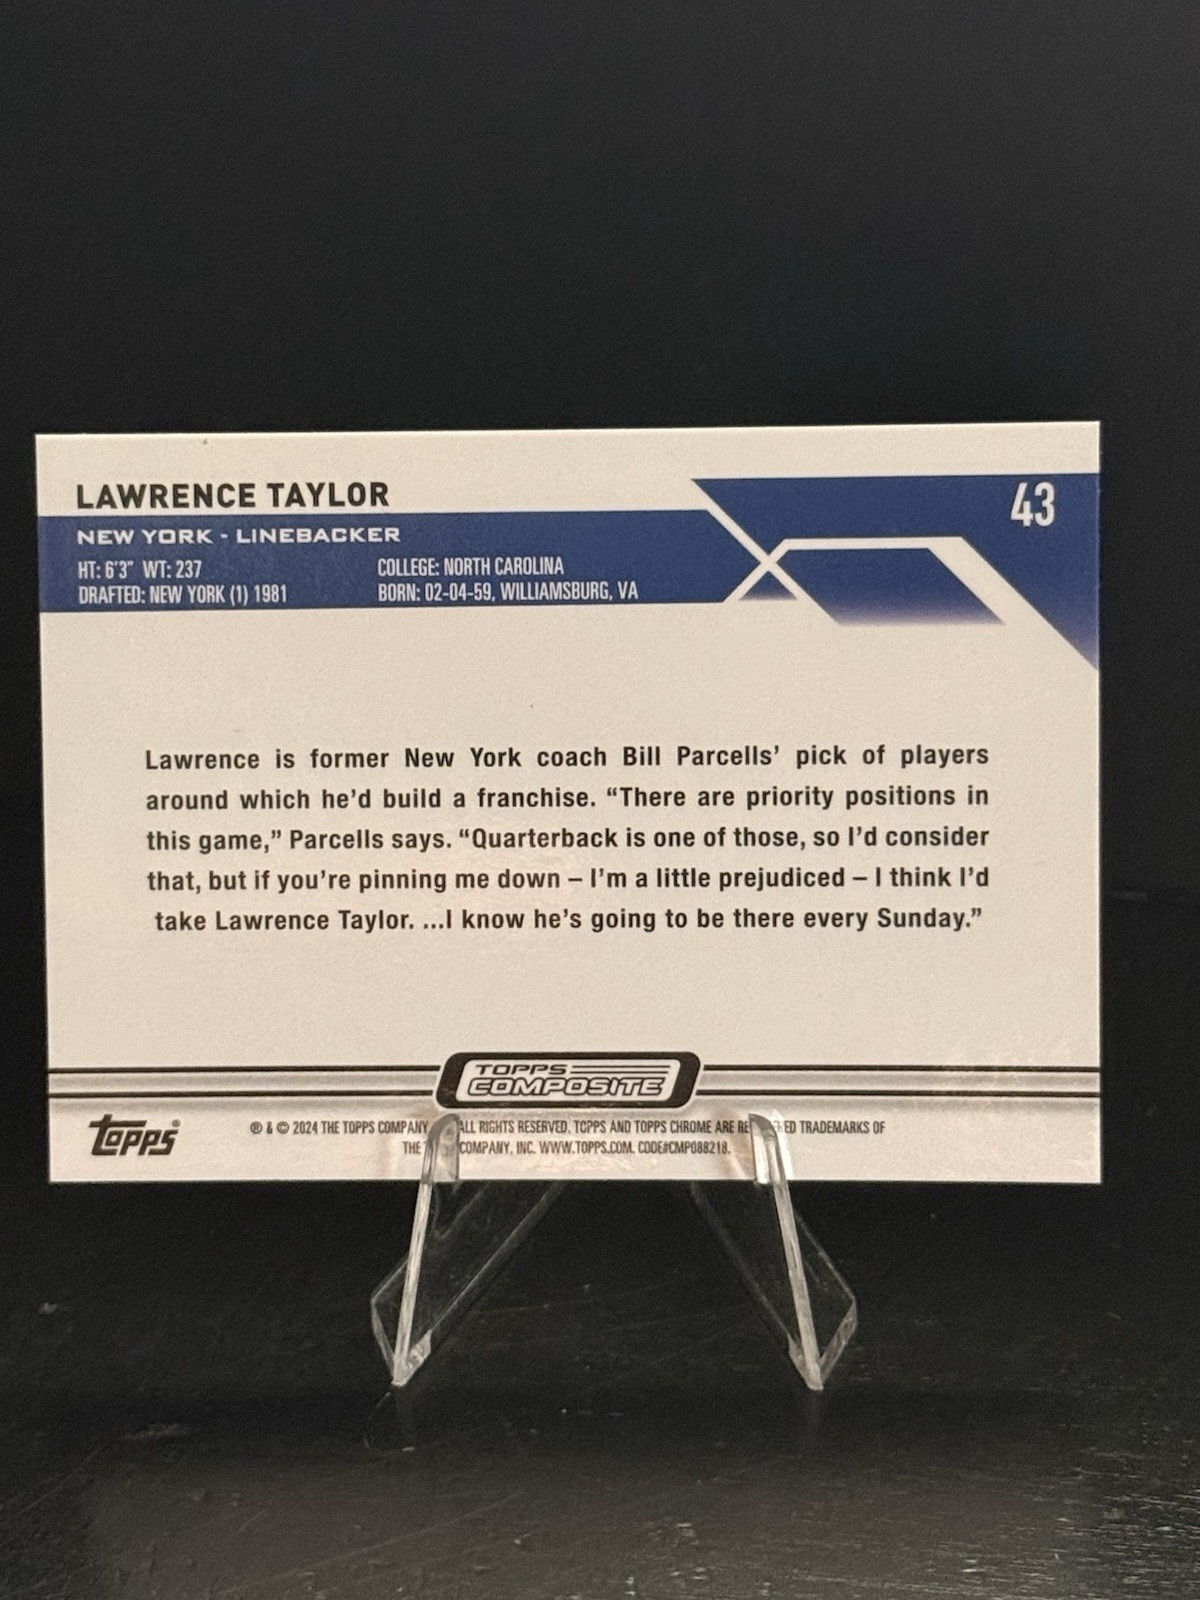 LAWRENCE TAYLOR
43
NEW YORK - LINEBACKER
HT: 6'3" WT: 237
COLLEGE: NORTH CAROLINA
DRAFTED: NEW YORK (1) 1981
BORN: 02-04-59, WILLIAMSBURG, VA
Lawrence is former New York coach Bill Parcells’ pick of players
around which he’d build a franchise. “There are priority positions in
this game,” Parcells says. “Quarterback is one of those, so I’d consider
that, but if you’re pinning me down – I’m a little prejudiced – I think I’d
take Lawrence Taylor. ...I know he’s going to be there every Sunday.”
TOPPS
COMPOSITE
topps®
® & © 2024 THE TOPPS COMPANY ALL RIGHTS RESERVED. TOPPS AND TOPPS CHROME ARE TRADEMARKS OF
THE COMPANY, INC. WWW.TOPPS.COM. CODE#CMP088218.